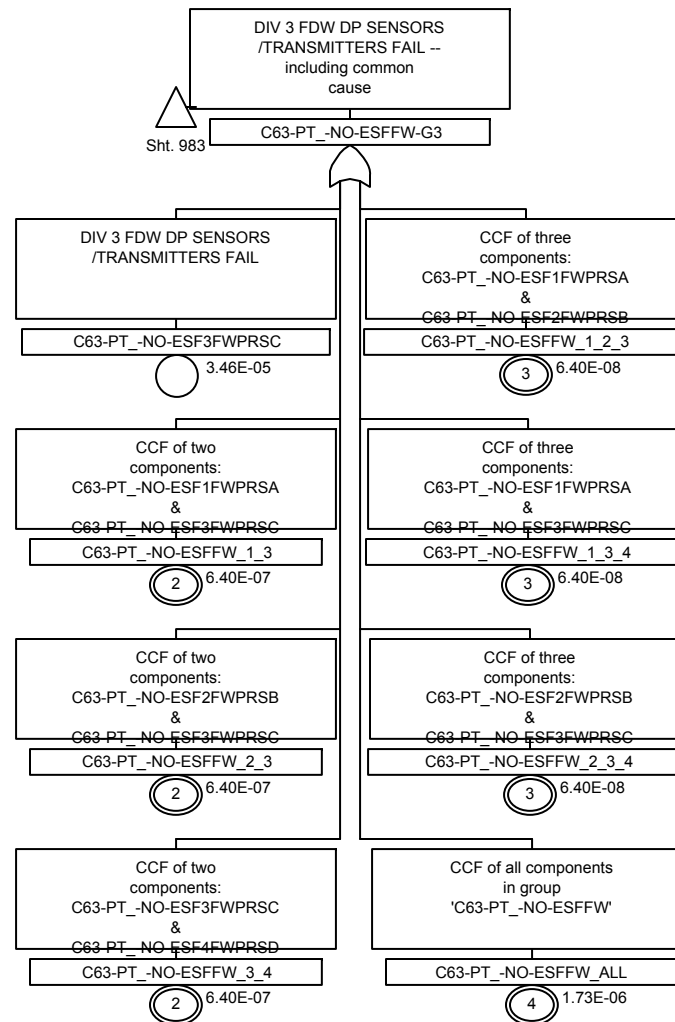 DIV 3 FDW DP SENSORS
/TRANSMITTERS FAIL --
including common
cause
Sht. 983
C63-PT_-NO-ESFFW-G3
DIV 3 FDW DP SENSORS
/TRANSMITTERS FAIL
C63-PT_-NO-ESF3FWPRSC
3.46E-05
CCF of three
components:
C63-PT_-NO-ESF1FWPRSA
&
C63-PT_-NO-ESF2FWPRSB
C63-PT_-NO-ESFFW_1_2_3
3
6.40E-08
CCF of two
components:
C63-PT_-NO-ESF1FWPRSA
&
C63-PT_-NO-ESF3FWPRSC
C63-PT_-NO-ESFFW_1_3
2
6.40E-07
CCF of three
components:
C63-PT_-NO-ESF1FWPRSA
&
C63-PT_-NO-ESF3FWPRSC
C63-PT_-NO-ESFFW_1_3_4
3
6.40E-08
CCF of two
components:
C63-PT_-NO-ESF2FWPRSB
&
C63-PT_-NO-ESF3FWPRSC
C63-PT_-NO-ESFFW_2_3
2
6.40E-07
CCF of three
components:
C63-PT_-NO-ESF2FWPRSB
&
C63-PT_-NO-ESF3FWPRSC
C63-PT_-NO-ESFFW_2_3_4
3
6.40E-08
CCF of two
components:
C63-PT_-NO-ESF3FWPRSC
&
C63-PT_-NO-ESF4FWPRSD
C63-PT_-NO-ESFFW_3_4
2
6.40E-07
CCF of all components
in group
'C63-PT_-NO-ESFFW'
C63-PT_-NO-ESFFW_ALL
4
1.73E-06